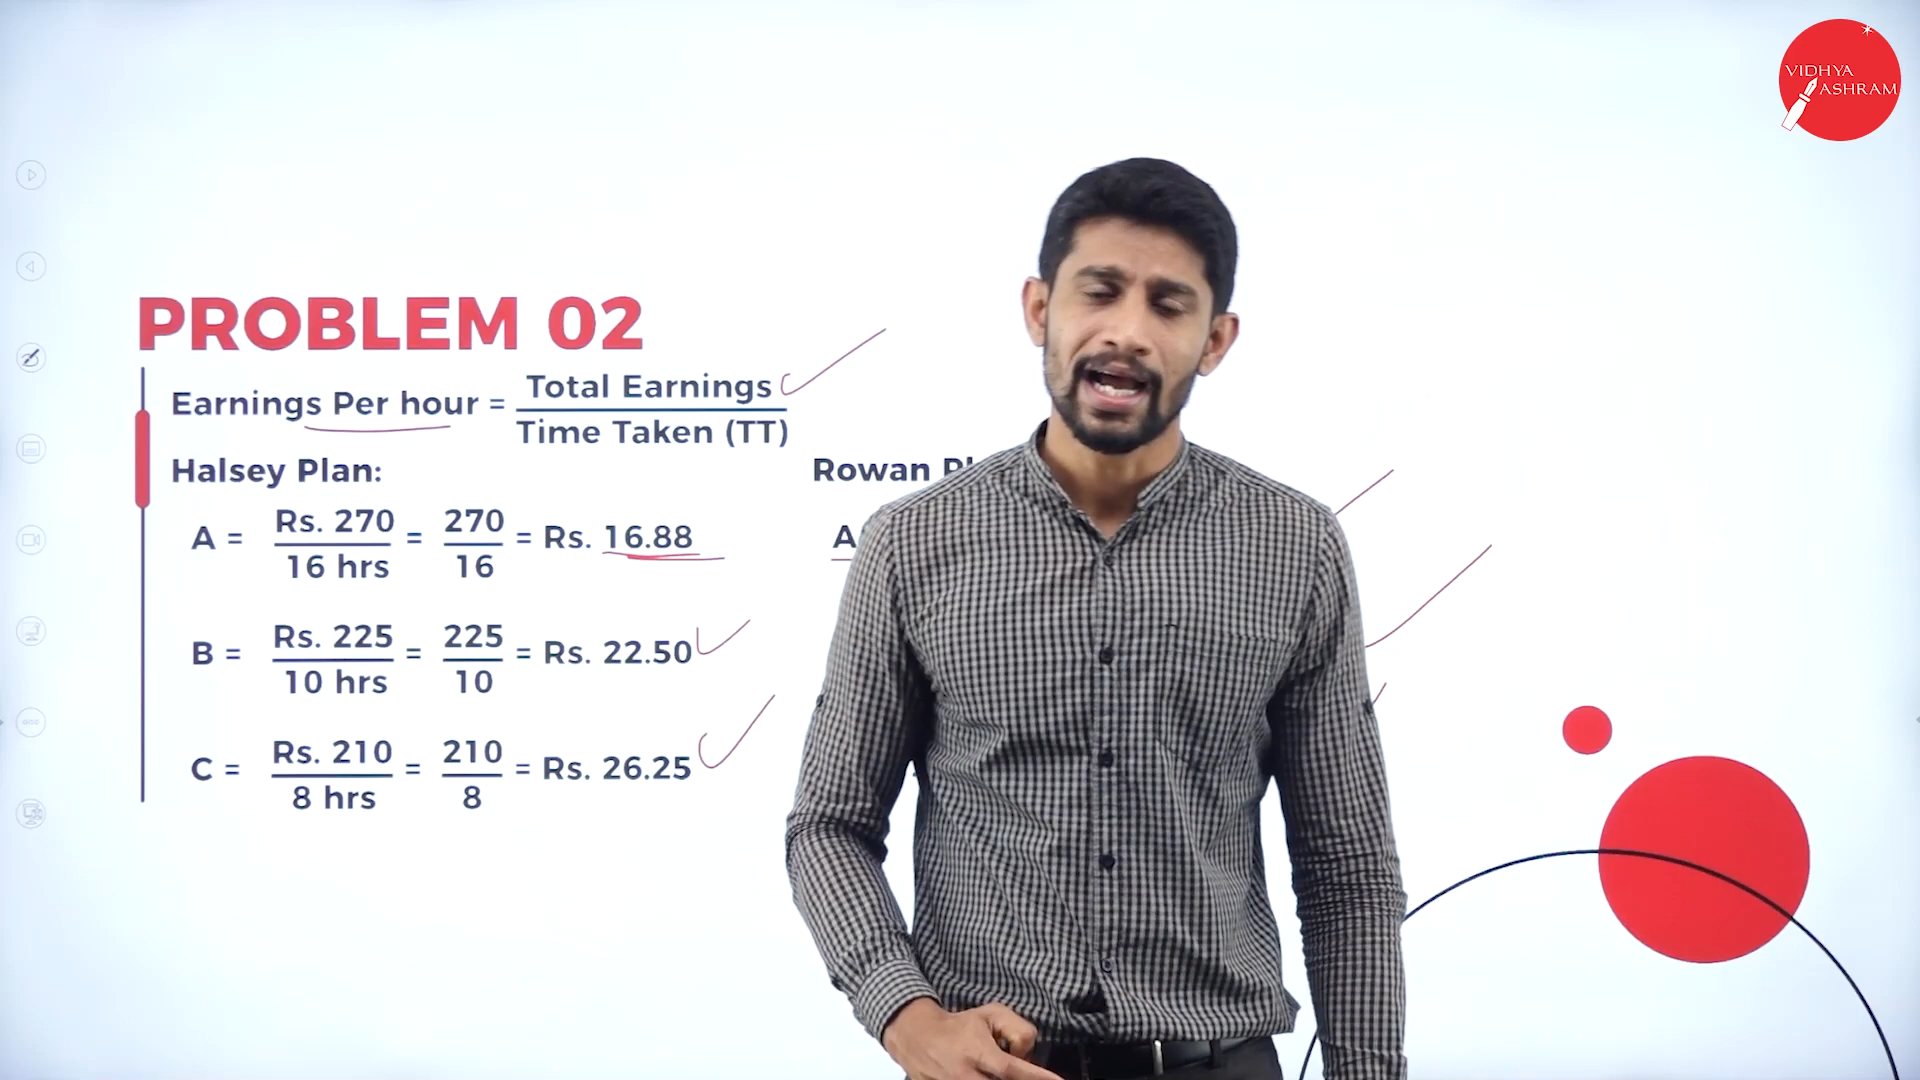 VIDHYA
ASHRAM
PROBLEM 02
Earnings Per hour = Total Earnings / Time Taken (TT)
Halsey Plan:
A = Rs. 270 / 16 hrs = 270 / 16 = Rs. 16.88
B = Rs. 225 / 10 hrs = 225 / 10 = Rs. 22.50
C = Rs. 210 / 8 hrs = 210 / 8 = Rs. 26.25
Rowan
A